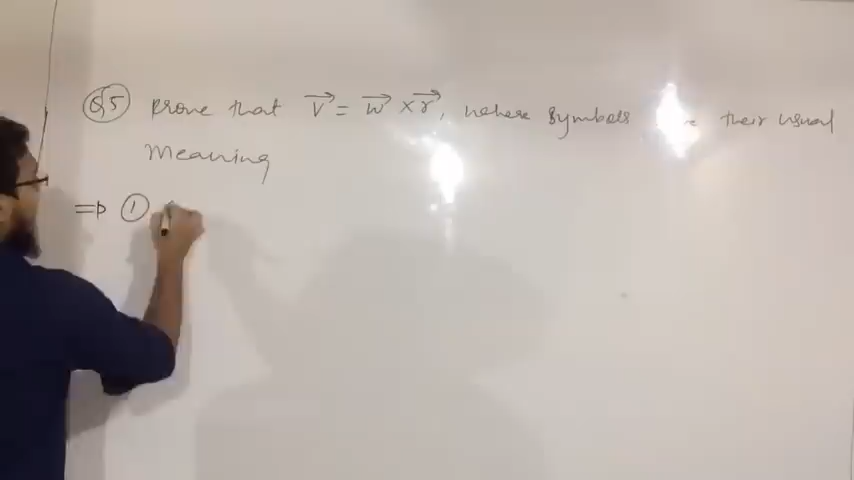 Q5 prove that V = w × r, where symbols their usual
meaning
⇒ ①